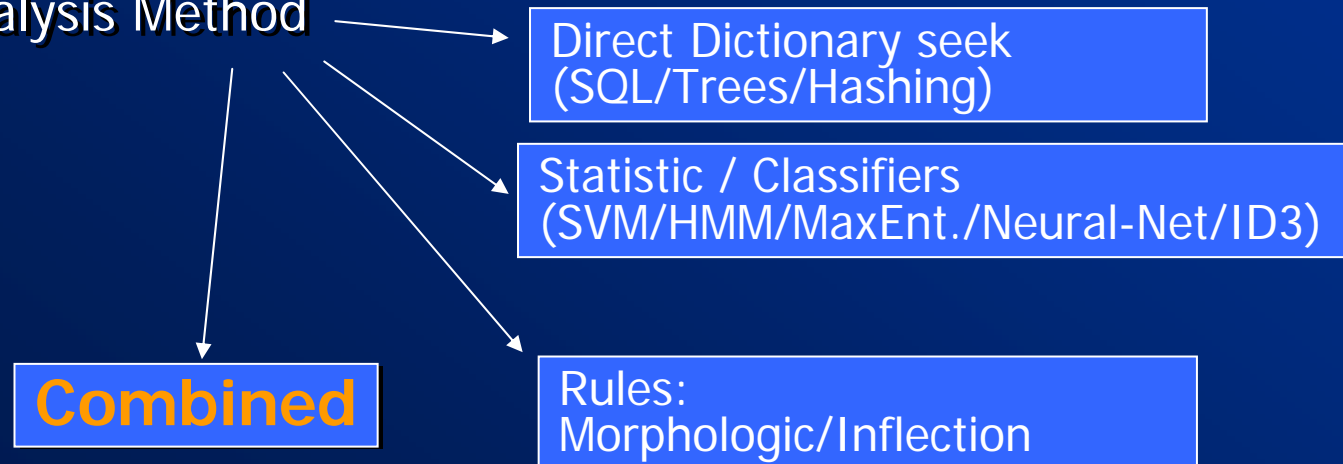 alysis Method
Direct Dictionary seek
(SQL/Trees/Hashing)
Statistic / Classifiers
(SVM/HMM/MaxEnt./Neural-Net/ID3)
Combined
Rules:
Morphologic/Inflection